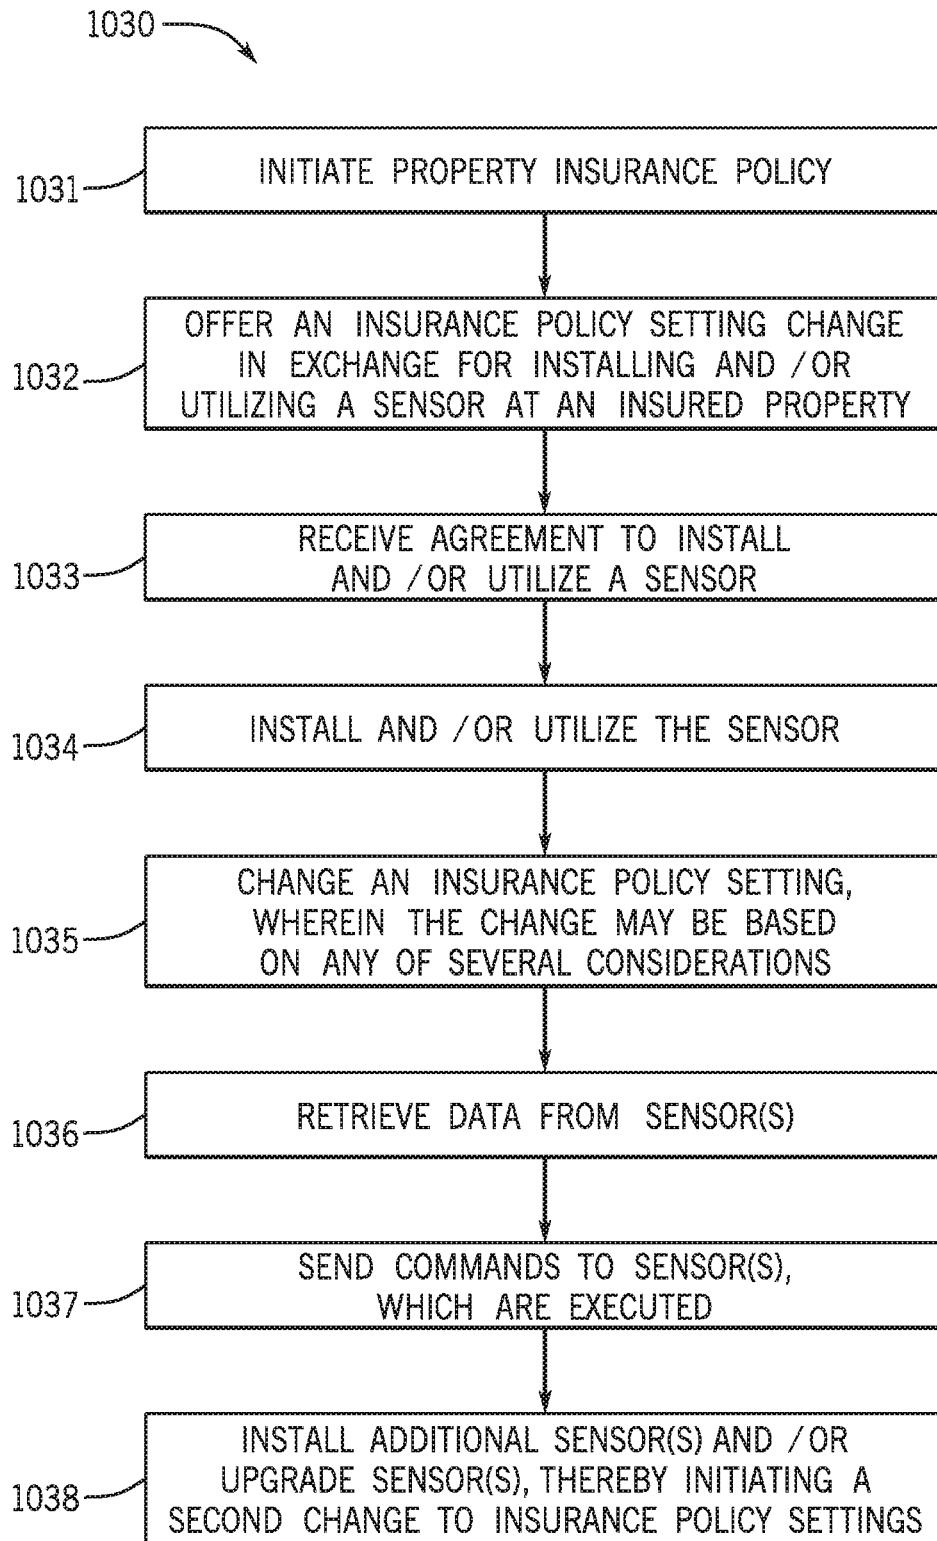 1030
1031
INITIATE PROPERTY INSURANCE POLICY
1032
OFFER AN INSURANCE POLICY SETTING CHANGE
IN EXCHANGE FOR INSTALLING AND /OR
UTILIZING A SENSOR AT AN INSURED PROPERTY
1033
RECEIVE AGREEMENT TO INSTALL
AND /OR UTILIZE A SENSOR
1034
INSTALL AND /OR UTILIZE THE SENSOR
1035
CHANGE AN INSURANCE POLICY SETTING,
WHEREIN THE CHANGE MAY BE BASED
ON ANY OF SEVERAL CONSIDERATIONS
1036
RETRIEVE DATA FROM SENSOR(S)
1037
SEND COMMANDS TO SENSOR(S),
WHICH ARE EXECUTED
1038
INSTALL ADDITIONAL SENSOR(S) AND /OR
UPGRADE SENSOR(S), THEREBY INITIATING A
SECOND CHANGE TO INSURANCE POLICY SETTINGS